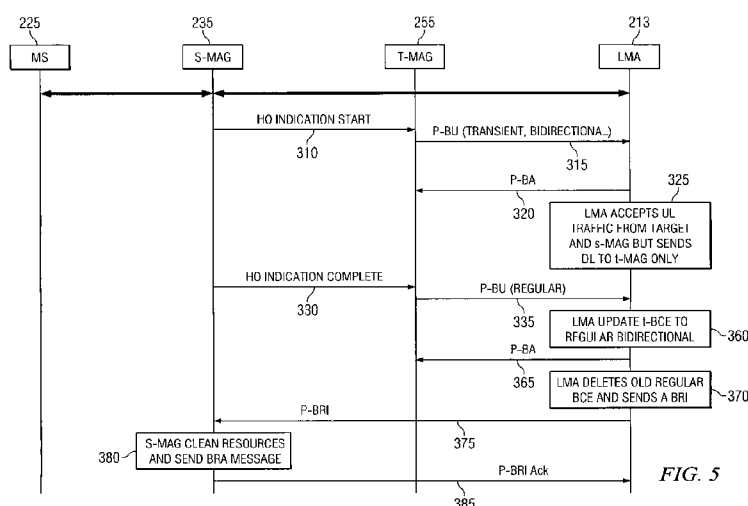 225
235
255
213
MS
S-MAG
T-MAG
LMA
HO INDICATION START
310
P-BU (TRANSIENT, BIDIRECTIONA...)
315
P-BA
320
325
LMA ACCEPTS UL
TRAFFIC FROM TARGET
AND s-MAG BUT SENDS
DL TO t-MAG ONLY
HO INDICATION COMPLETE
330
P-BU (REGULAR)
335
LMA UPDATE t-BCE TO
REGULAR BIDIRECTIONAL
360
P-BA
365
LMA DELETES OLD REGULAR
BCE AND SENDS A BRI
370
P-BRI
375
380
S-MAG CLEAN RESOURCES
AND SEND BRA MESSAGE
P-BRI Ack
385
FIG. 5